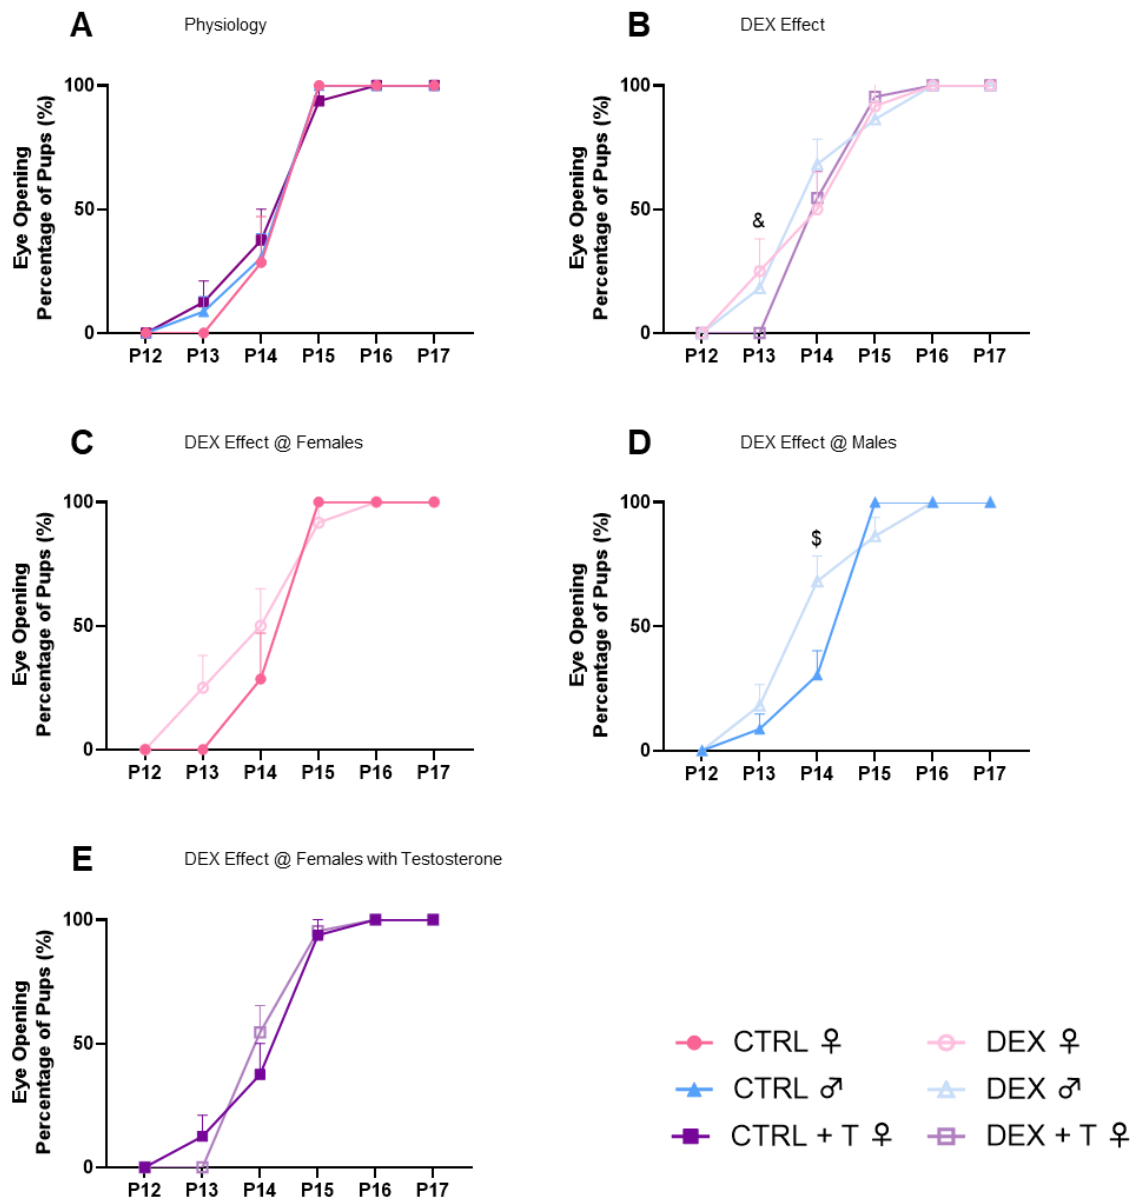 A Physiology
Eye Opening
Percentage of Pups (%)
100
50
0
P12 P13 P14 P15 P16 P17
B DEX Effect
Eye Opening
Percentage of Pups (%)
100
50
0
&
P12 P13 P14 P15 P16 P17
C DEX Effect @ Females
Eye Opening
Percentage of Pups (%)
100
50
0
P12 P13 P14 P15 P16 P17
D DEX Effect @ Males
Eye Opening
Percentage of Pups (%)
100
50
0
$
P12 P13 P14 P15 P16 P17
E DEX Effect @ Females with Testosterone
Eye Opening
Percentage of Pups (%)
100
50
0
P12 P13 P14 P15 P16 P17
CTRL ♀
DEX ♀
CTRL ♂
DEX ♂
CTRL + T ♀
DEX + T ♀